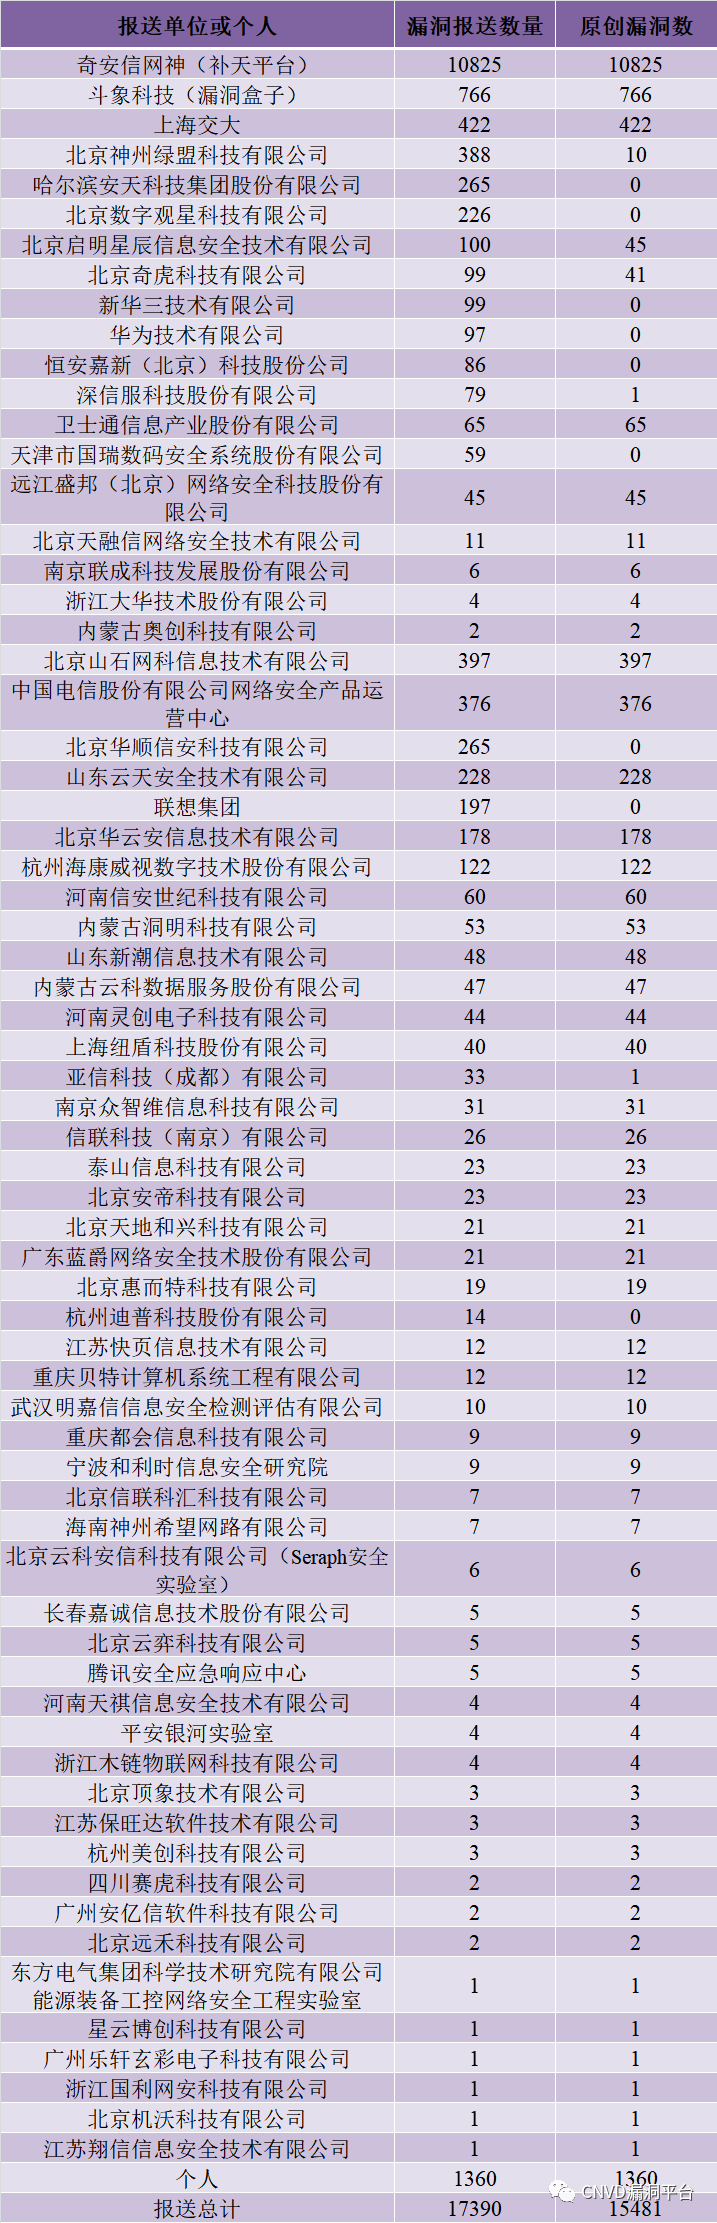 报送单位或个人 漏洞报送数量 原创漏洞数
奇安信网神（补天平台） 10825 10825
斗象科技（漏洞盒子） 766 766
上海交大 422 422
北京神州绿盟科技有限公司 388 10
哈尔滨安天科技集团股份有限公司 265 0
北京数字观星科技有限公司 226 0
北京启明星辰信息安全技术有限公司 100 45
北京奇虎科技有限公司 99 41
新华三技术有限公司 99 0
华为技术有限公司 97 0
恒安嘉新（北京）科技股份公司 86 0
深信服科技股份有限公司 79 1
卫士通信息产业股份有限公司 65 65
天津市国瑞数码安全系统股份有限公司 59 0
远江盛邦（北京）网络安全科技股份有
限公司 45 45
北京天融信网络安全技术有限公司 11 11
南京联成科技发展股份有限公司 6 6
浙江大华技术股份有限公司 4 4
内蒙古奥创科技有限公司 2 2
北京山石网科信息技术有限公司 397 397
中国电信股份有限公司网络安全产品运
营中心 376 376
北京华顺信安科技有限公司 265 0
山东云天安全技术有限公司 228 228
联想集团 197 0
北京华云安信息技术有限公司 178 178
杭州海康威视数字技术股份有限公司 122 122
河南信安世纪科技有限公司 60 60
内蒙古洞明科技有限公司 53 53
山东新潮信息技术有限公司 48 48
内蒙古云科数据服务股份有限公司 47 47
河南灵创电子科技有限公司 44 44
上海纽盾科技股份有限公司 40 40
亚信科技（成都）有限公司 33 1
南京众智维信息科技有限公司 31 31
信联科技（南京）有限公司 26 26
泰山信息科技有限公司 23 23
北京安帝科技有限公司 23 23
北京天地和兴科技有限公司 21 21
广东蓝爵网络安全技术股份有限公司 21 21
北京惠而特科技有限公司 19 19
杭州迪普科技股份有限公司 14 0
江苏快页信息技术有限公司 12 12
重庆贝特计算机系统工程有限公司 12 12
武汉明嘉信信息安全检测评估有限公司 10 10
重庆都会信息科技有限公司 9 9
宁波和利时信息安全研究院 9 9
北京信联科汇科技有限公司 7 7
海南神州希望网路有限公司 7 7
北京云科安信科技有限公司（Seraph安全
实验室） 6 6
长春嘉诚信息技术股份有限公司 5 5
北京云弈科技有限公司 5 5
腾讯安全应急响应中心 5 5
河南天祺信息安全技术有限公司 4 4
平安银河实验室 4 4
浙江木链物联网科技有限公司 4 4
北京顶象技术有限公司 3 3
江苏保旺达软件技术有限公司 3 3
杭州美创科技有限公司 3 3
四川赛虎科技有限公司 2 2
广州安亿信软件科技有限公司 2 2
北京远禾科技有限公司 2 2
东方电气集团科学技术研究院有限公司
能源装备工控网络安全工程实验室 1 1
星云博创科技有限公司 1 1
广州乐轩玄彩电子科技有限公司 1 1
浙江国利网安科技有限公司 1 1
北京机沃科技有限公司 1 1
江苏翔信信息安全技术有限公司 1 1
个人 1360 1360
报送总计 17390 15481
CNVD漏洞平台